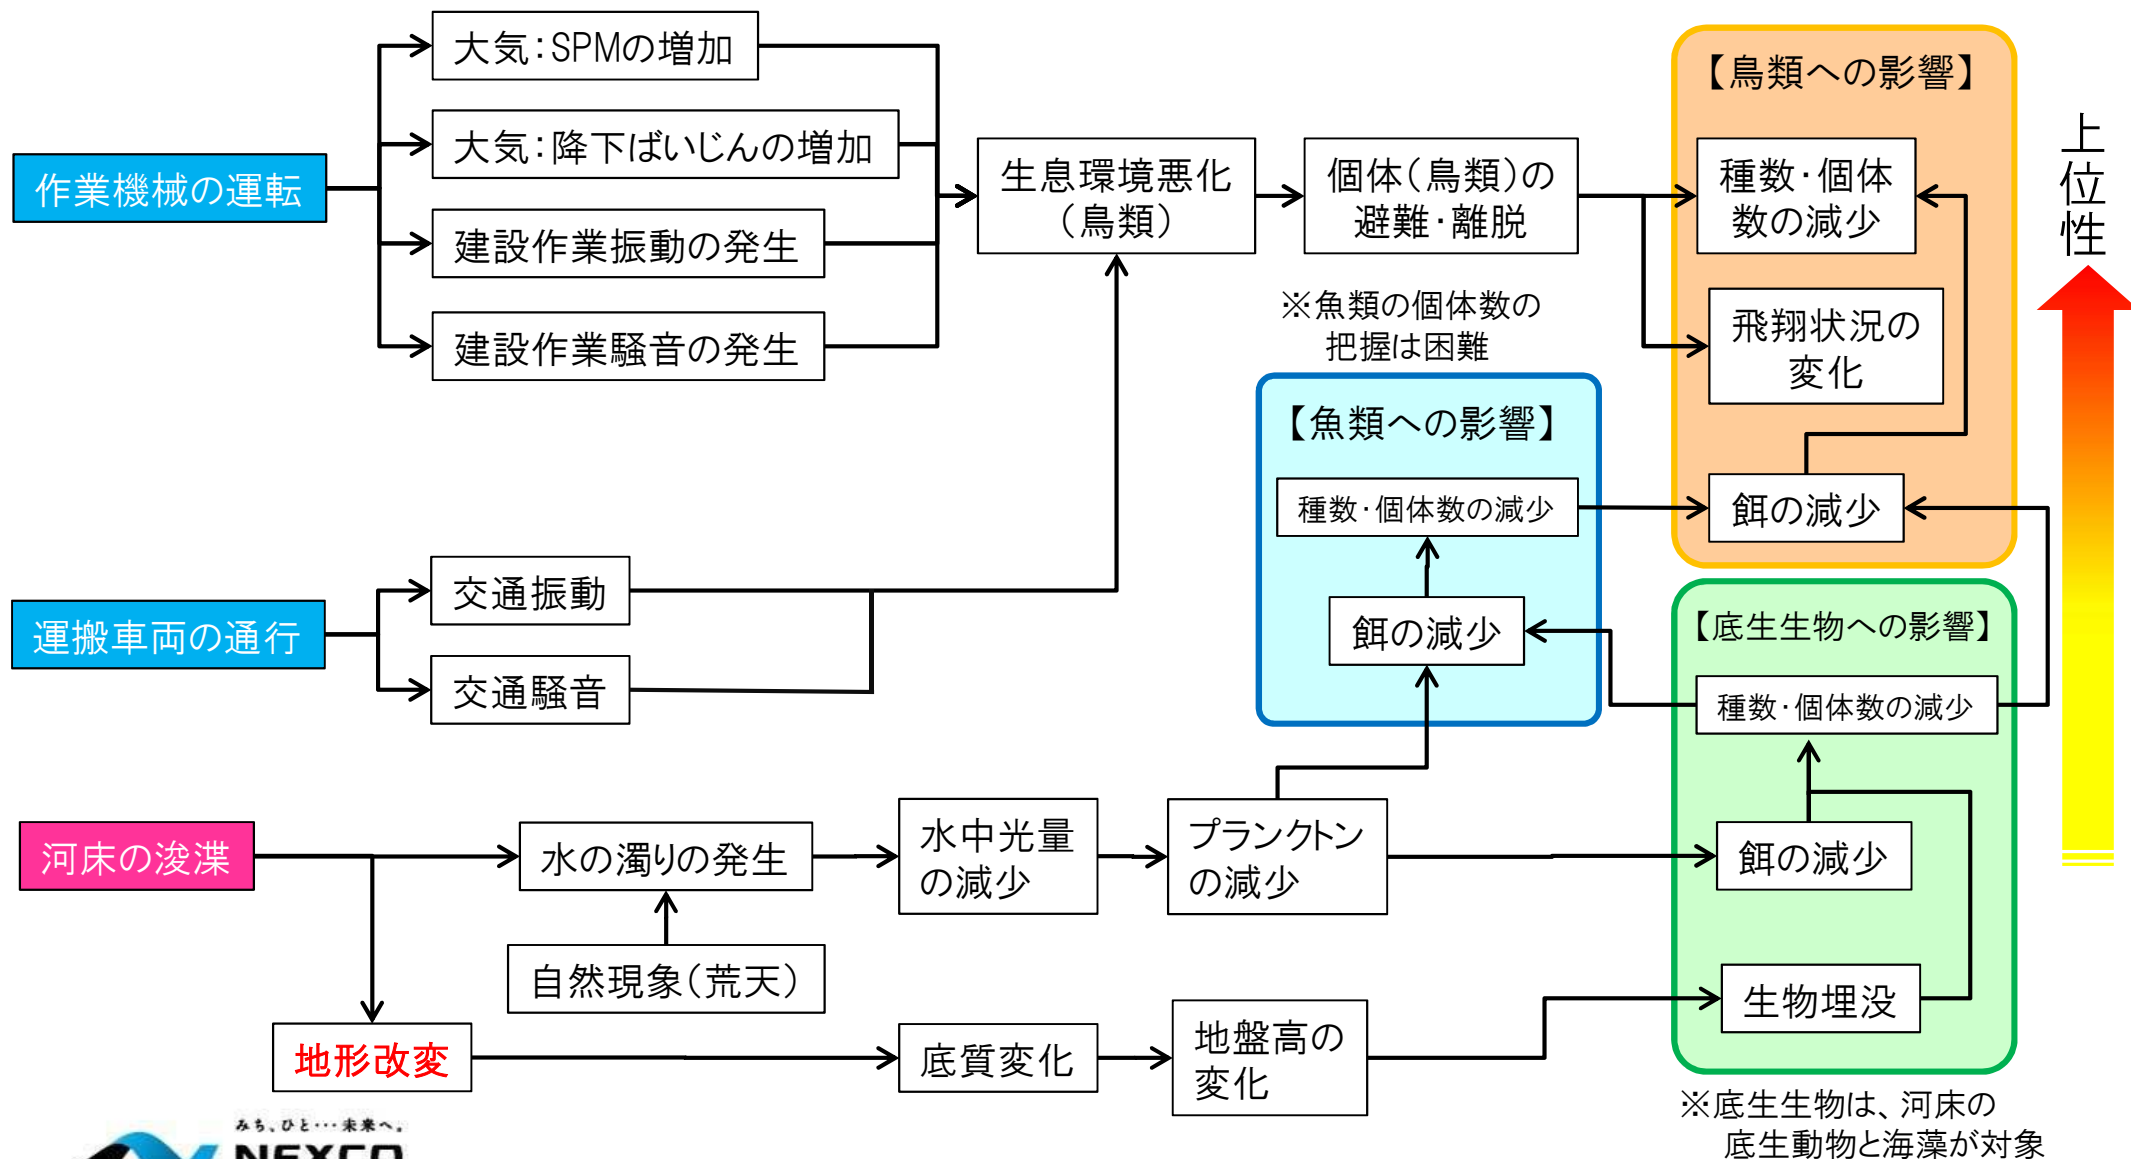 大気：SPMの増加
大気：降下ばいじんの増加
作業機械の運転
建設作業振動の発生
建設作業騒音の発生
生息環境悪化
（鳥類）
個体（鳥類）の
避難・離脱
【鳥類への影響】
種数・個体
数の減少
飛翔状況の
変化
餌の減少
上位性
※魚類の個体数の
把握は困難
【魚類への影響】
種数・個体数の減少
餌の減少
運搬車両の通行
交通振動
交通騒音
【底生生物への影響】
種数・個体数の減少
餌の減少
生物埋没
河床の浚渫
水の濁りの発生
水中光量
の減少
プランクトン
の減少
自然現象（荒天）
地形改変
底質変化
地盤高の
変化
※底生生物は、河床の
底生動物と海藻が対象
みち、ひと…未来へ。
NEXCO